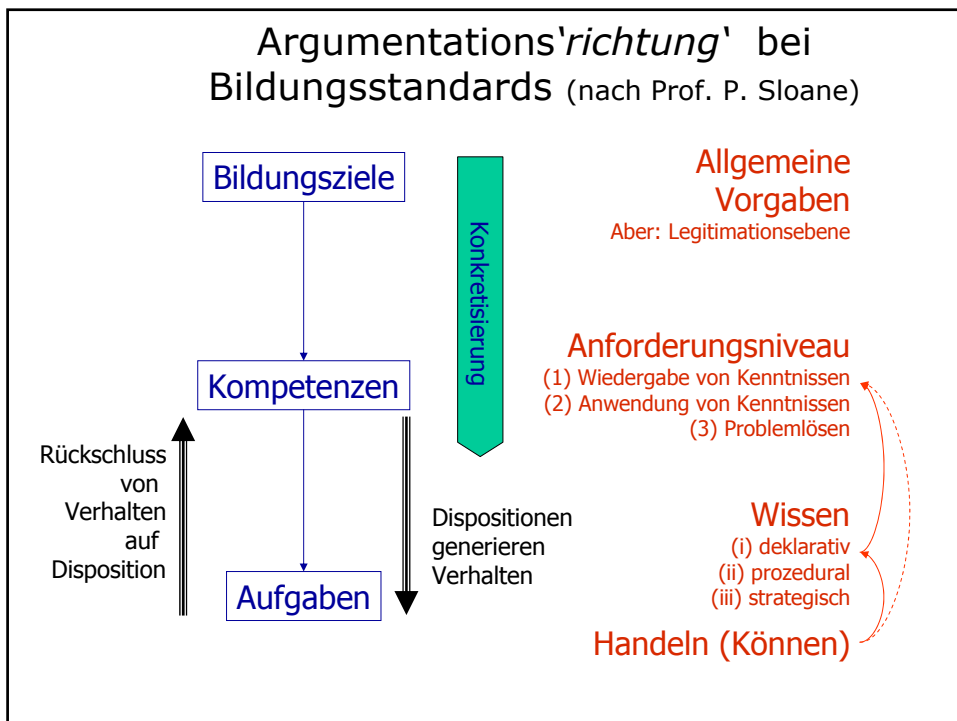 Argumentations‘richtung‘ bei
Bildungsstandards (nach Prof. P. Sloane)
Bildungsziele
Kompetenzen
Aufgaben
Rückschluss
von
Verhalten
auf
Disposition
Dispositionen
generieren
Verhalten
Konkretisierung
Allgemeine
Vorgaben
Aber: Legitimationsebene
Anforderungsniveau
(1) Wiedergabe von Kenntnissen
(2) Anwendung von Kenntnissen
(3) Problemlösen
Wissen
(i) deklarativ
(ii) prozedural
(iii) strategisch
Handeln (Können)